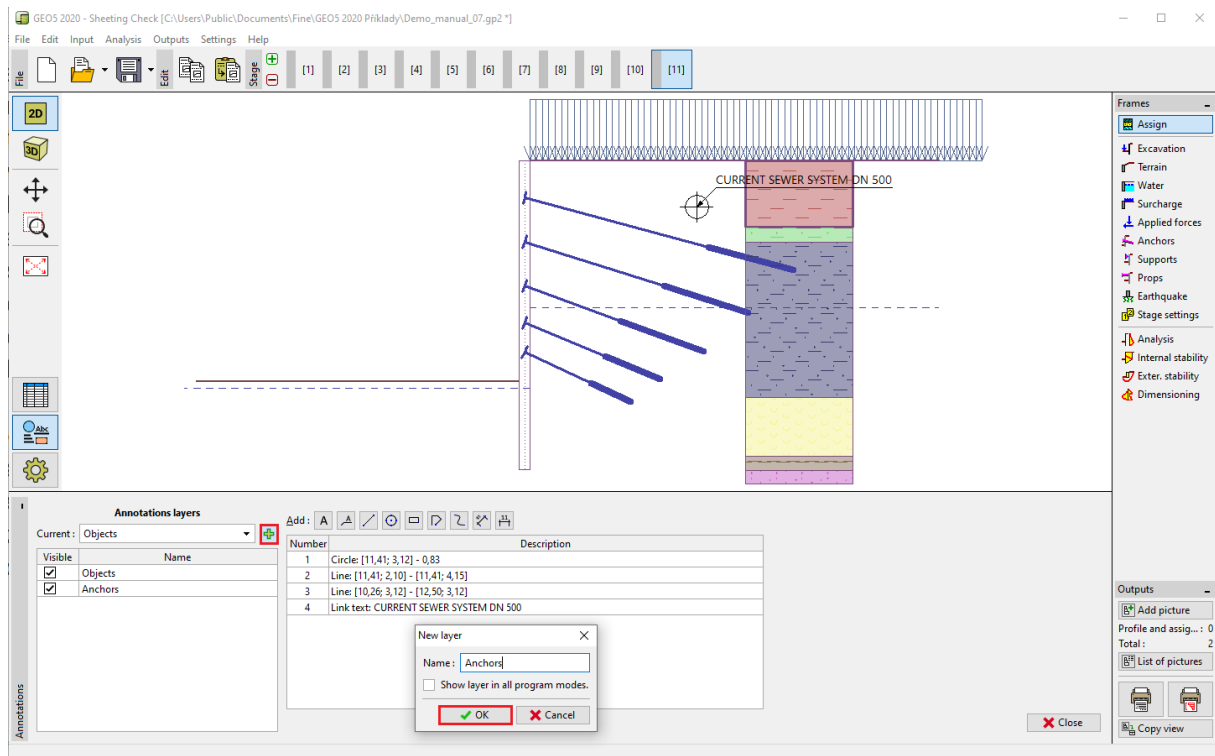 GEO5 2020 - Sheeting Check [C:\Users\Public\Documents\Fine\GEO5 2020 Příklady\Demo_manual_07.gp2 *]
File Edit Input Analysis Outputs Settings Help
File
Edit
Stage
[1] [2] [3] [4] [5] [6] [7] [8] [9] [10] [11]
2D
3D
Abc
CURRENT SEWER SYSTEM DN 500
Frames
Assign
Excavation
Terrain
Water
Surcharge
Applied forces
Anchors
Supports
Props
Earthquake
Stage settings
Analysis
Internal stability
Exter. stability
Dimensioning
Outputs
Add picture
Profile and assig... : 0
Total : 2
List of pictures
Copy view
Annotations
Annotations layers
Current : Objects
Visible Name
Objects
Anchors
Add : A A
Number Description
1 Circle: [11,41; 3,12] - 0,83
2 Line: [11,41; 2,10] - [11,41; 4,15]
3 Line: [10,26; 3,12] - [12,50; 3,12]
4 Link text: CURRENT SEWER SYSTEM DN 500
New layer
Name : Anchors
Show layer in all program modes.
OK Cancel
Close